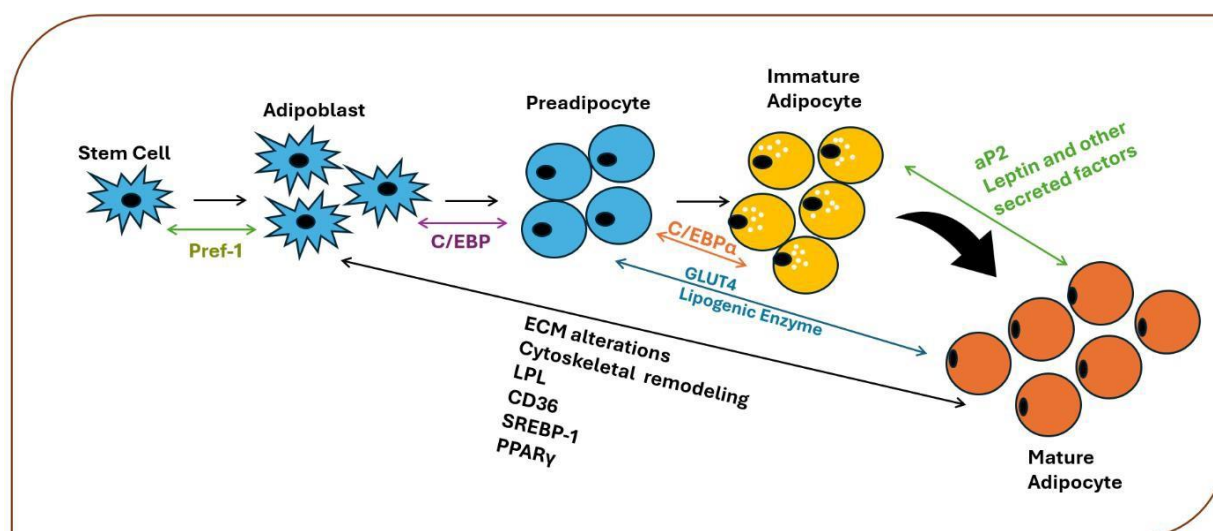 Stem Cell
Adipoblast
Preadipocyte
Immature
Adipocyte
Pref-1
C/EBP
C/EBPα
GLUT4
Lipogenic Enzyme
aP2
Leptin and other
secreted factors
ECM alterations
Cytoskeletal remodeling
LPL
CD36
SREBP-1
PPARγ
Mature
Adipocyte